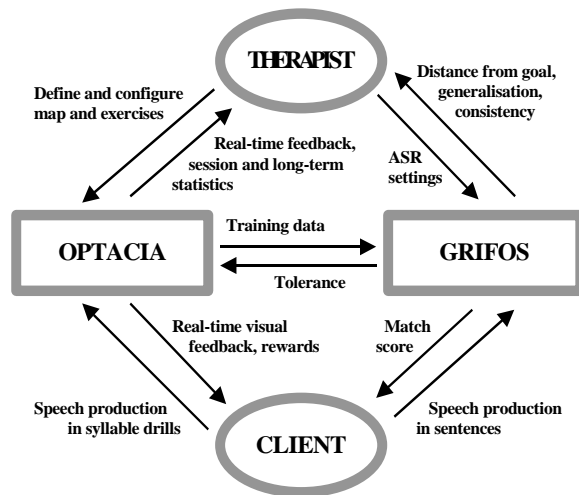 THERAPIST
Define and configure
map and exercises
Distance from goal,
generalisation,
consistency
Real-time feedback,
session and long-term
statistics
ASR
settings
OPTACIA
Training data
Tolerance
GRIFOS
Real-time visual
feedback, rewards
Match
score
Speech production
in syllable drills
CLIENT
Speech production
in sentences